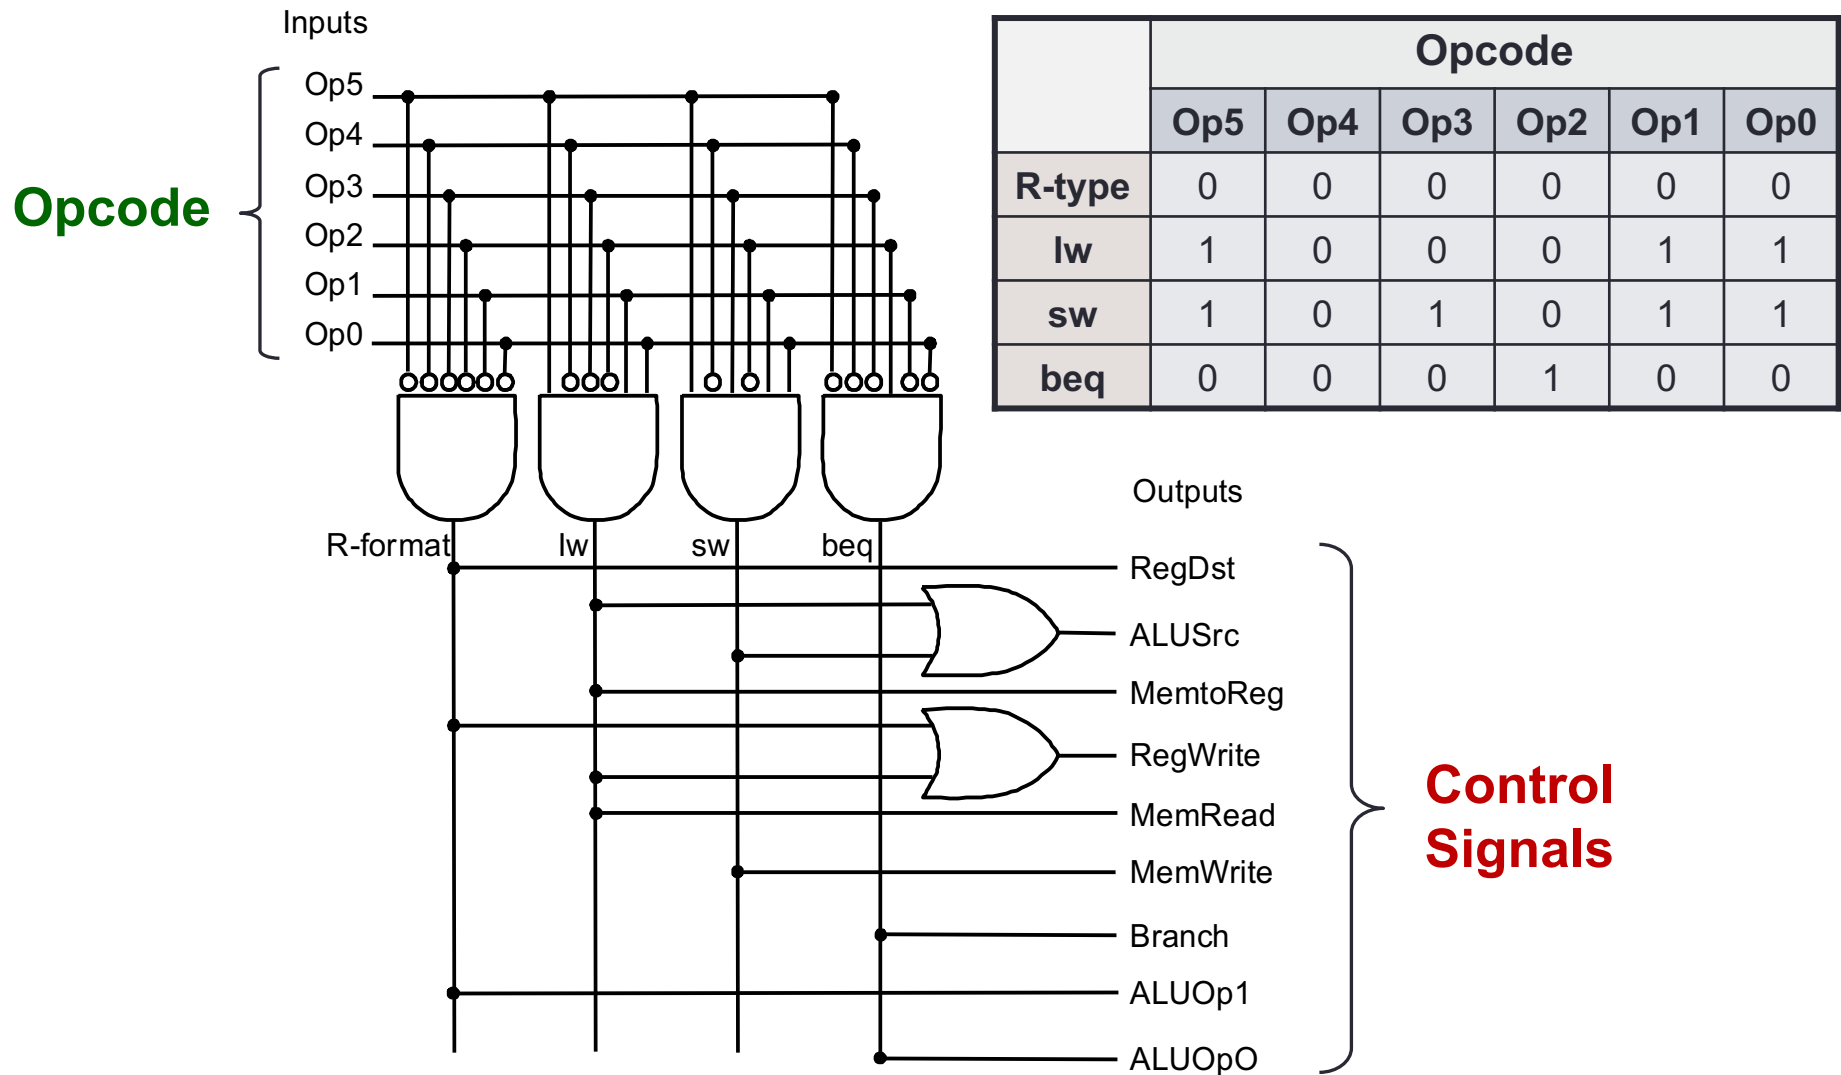 Inputs
Op5
Op4
Op3
Op2
Op1
Op0
Opcode
Opcode
Op5 Op4 Op3 Op2 Op1 Op0
R-type 0 0 0 0 0 0
lw 1 0 0 0 1 1
sw 1 0 1 0 1 1
beq 0 0 0 1 0 0
R-format lw sw beq
Outputs
RegDst
ALUSrc
MemtoReg
RegWrite
MemRead
MemWrite
Branch
ALUOp1
ALUOpO
Control
Signals